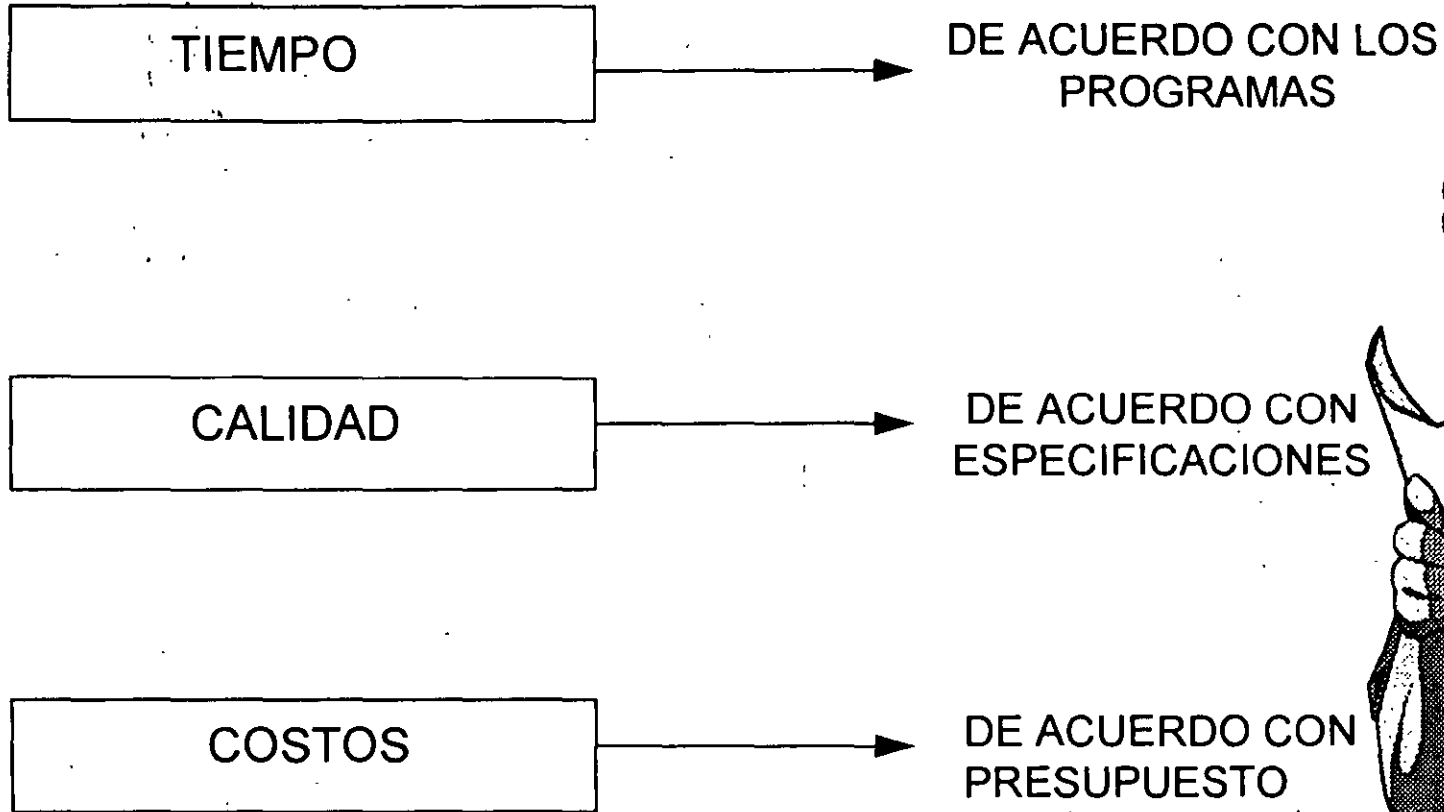 TIEMPO
DE ACUERDO CON LOS
PROGRAMAS
CALIDAD
DE ACUERDO CON
ESPECIFICACIONES
COSTOS
DE ACUERDO CON
PRESUPUESTO